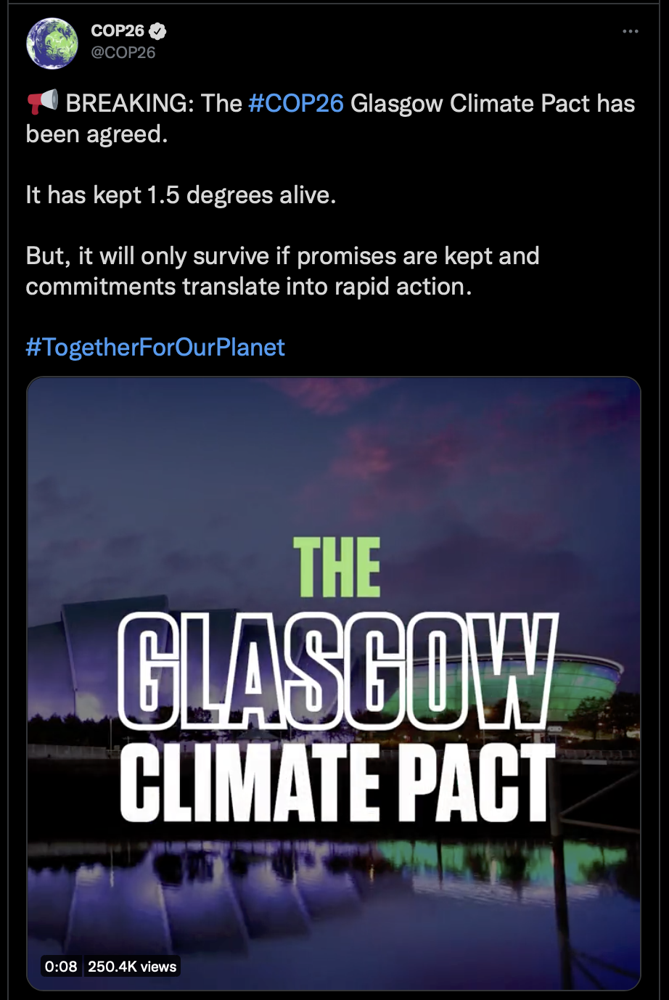 COP26
@COP26
BREAKING: The #COP26 Glasgow Climate Pact has
been agreed.
It has kept 1.5 degrees alive.
But, it will only survive if promises are kept and
commitments translate into rapid action.
#TogetherForOurPlanet
THE
GLASGOW
CLIMATE PACT
0:08 250.4K views